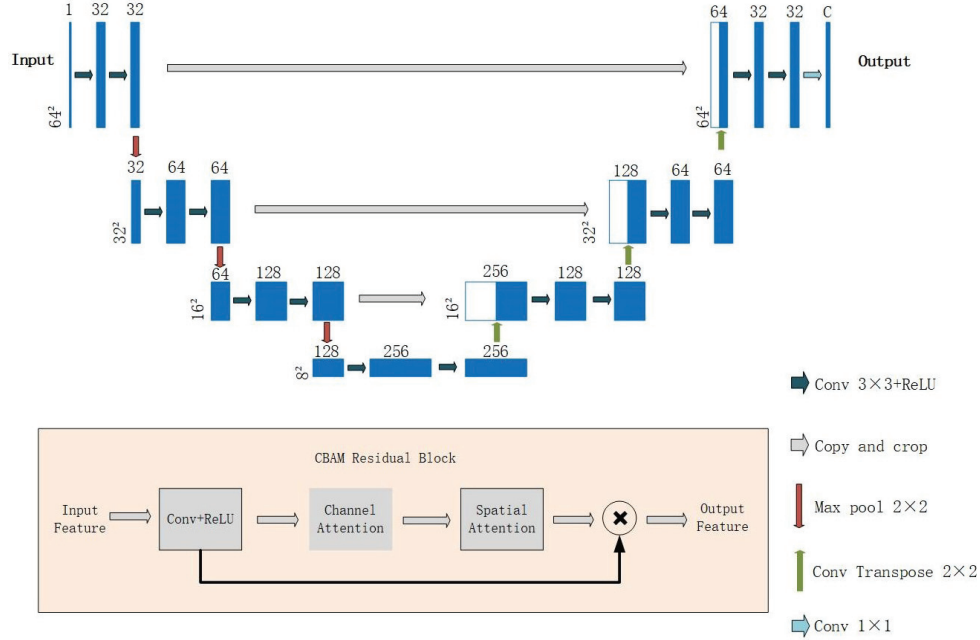 1 32 32
64 32 32 C
Input
Output
64²
64²
32 64 64
128 64 64
32²
32²
64 128 128
256 128 128
16²
16²
128 256 256
8²
Conv 3×3+ReLU
Copy and crop
Max pool 2×2
Conv Transpose 2×2
Conv 1×1
CBAM Residual Block
Input
Feature
Conv+ReLU
Channel
Attention
Spatial
Attention
Output
Feature